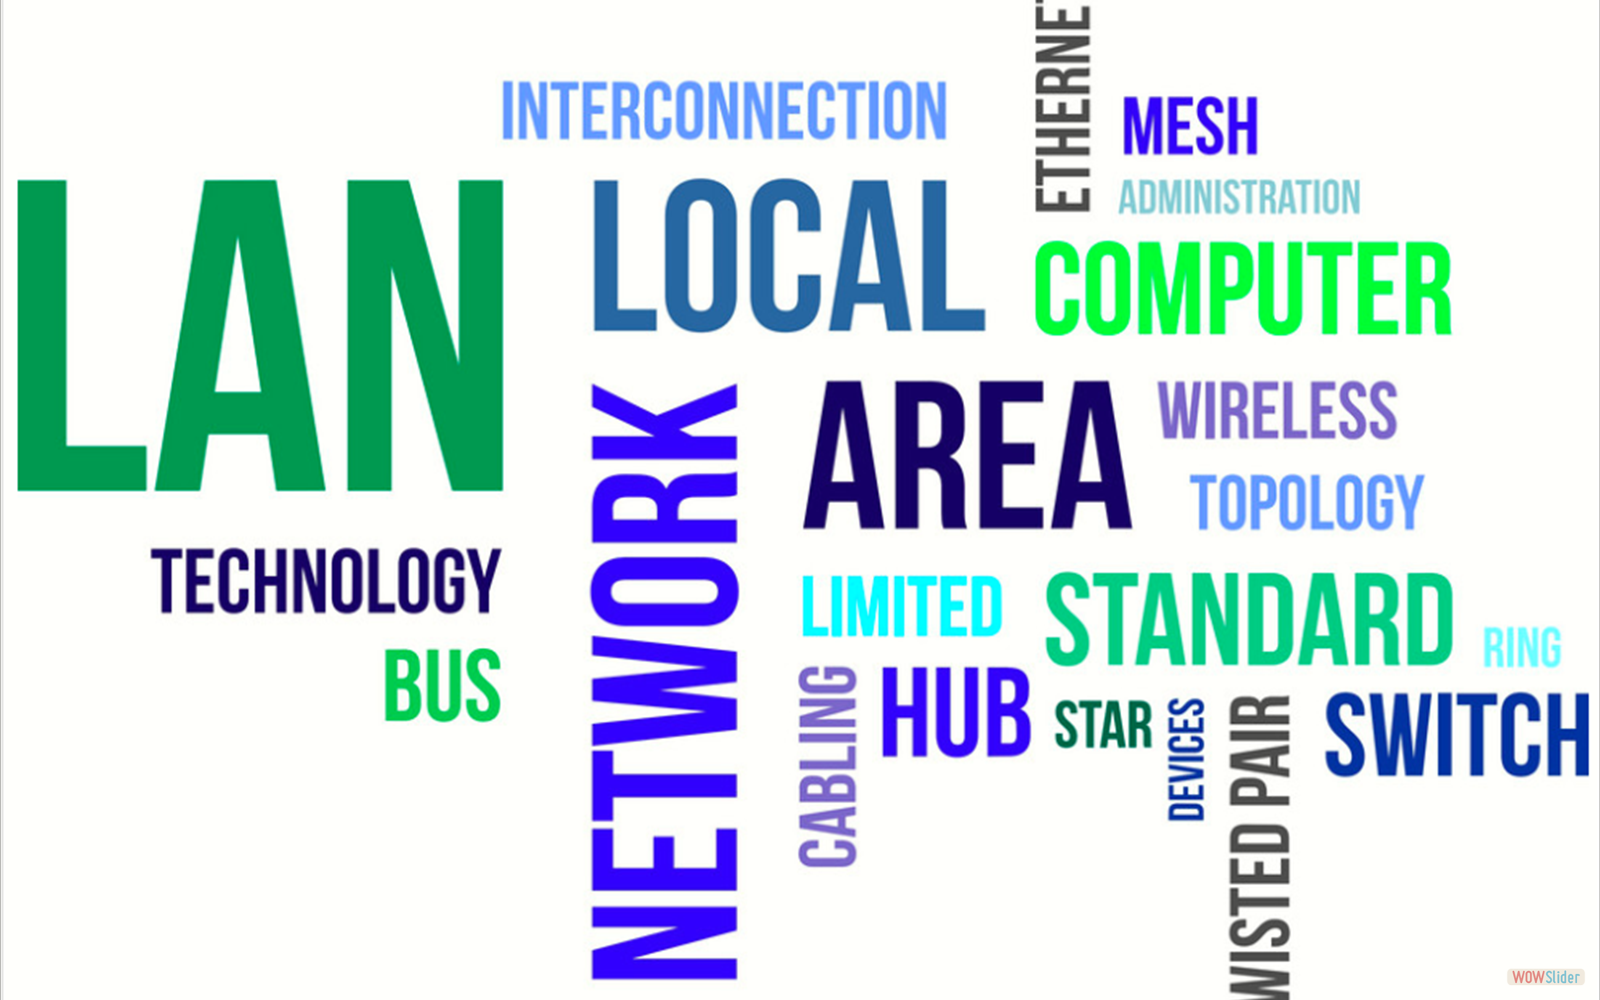 INTERCONNECTION
ETHERNE
MESH
ADMINISTRATION
LAN
LOCAL
COMPUTER
NETWORK
AREA
WIRELESS
TOPOLOGY
TECHNOLOGY
LIMITED
STANDARD
RING
BUS
CABLING
HUB
STAR
DEVICES
WISTED PAIR
SWITCH
WOWSlider